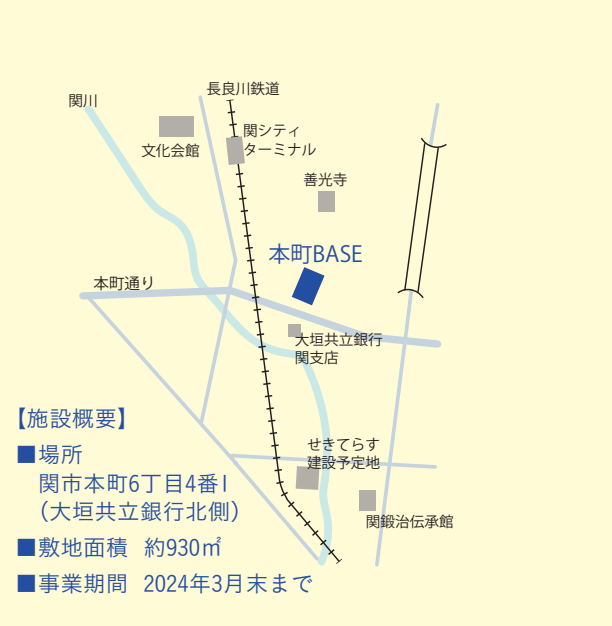 長良川鉄道
関川
関シティ
ターミナル
文化会館
善光寺
本町BASE
本町通り
大垣共立銀行
関支店
【施設概要】
せきてらす
建設予定地
■場所
関市本町6丁目4番1
（大垣共立銀行北側）
関鍛冶伝承館
■敷地面積 約930㎡
■事業期間 2024年3月末まで